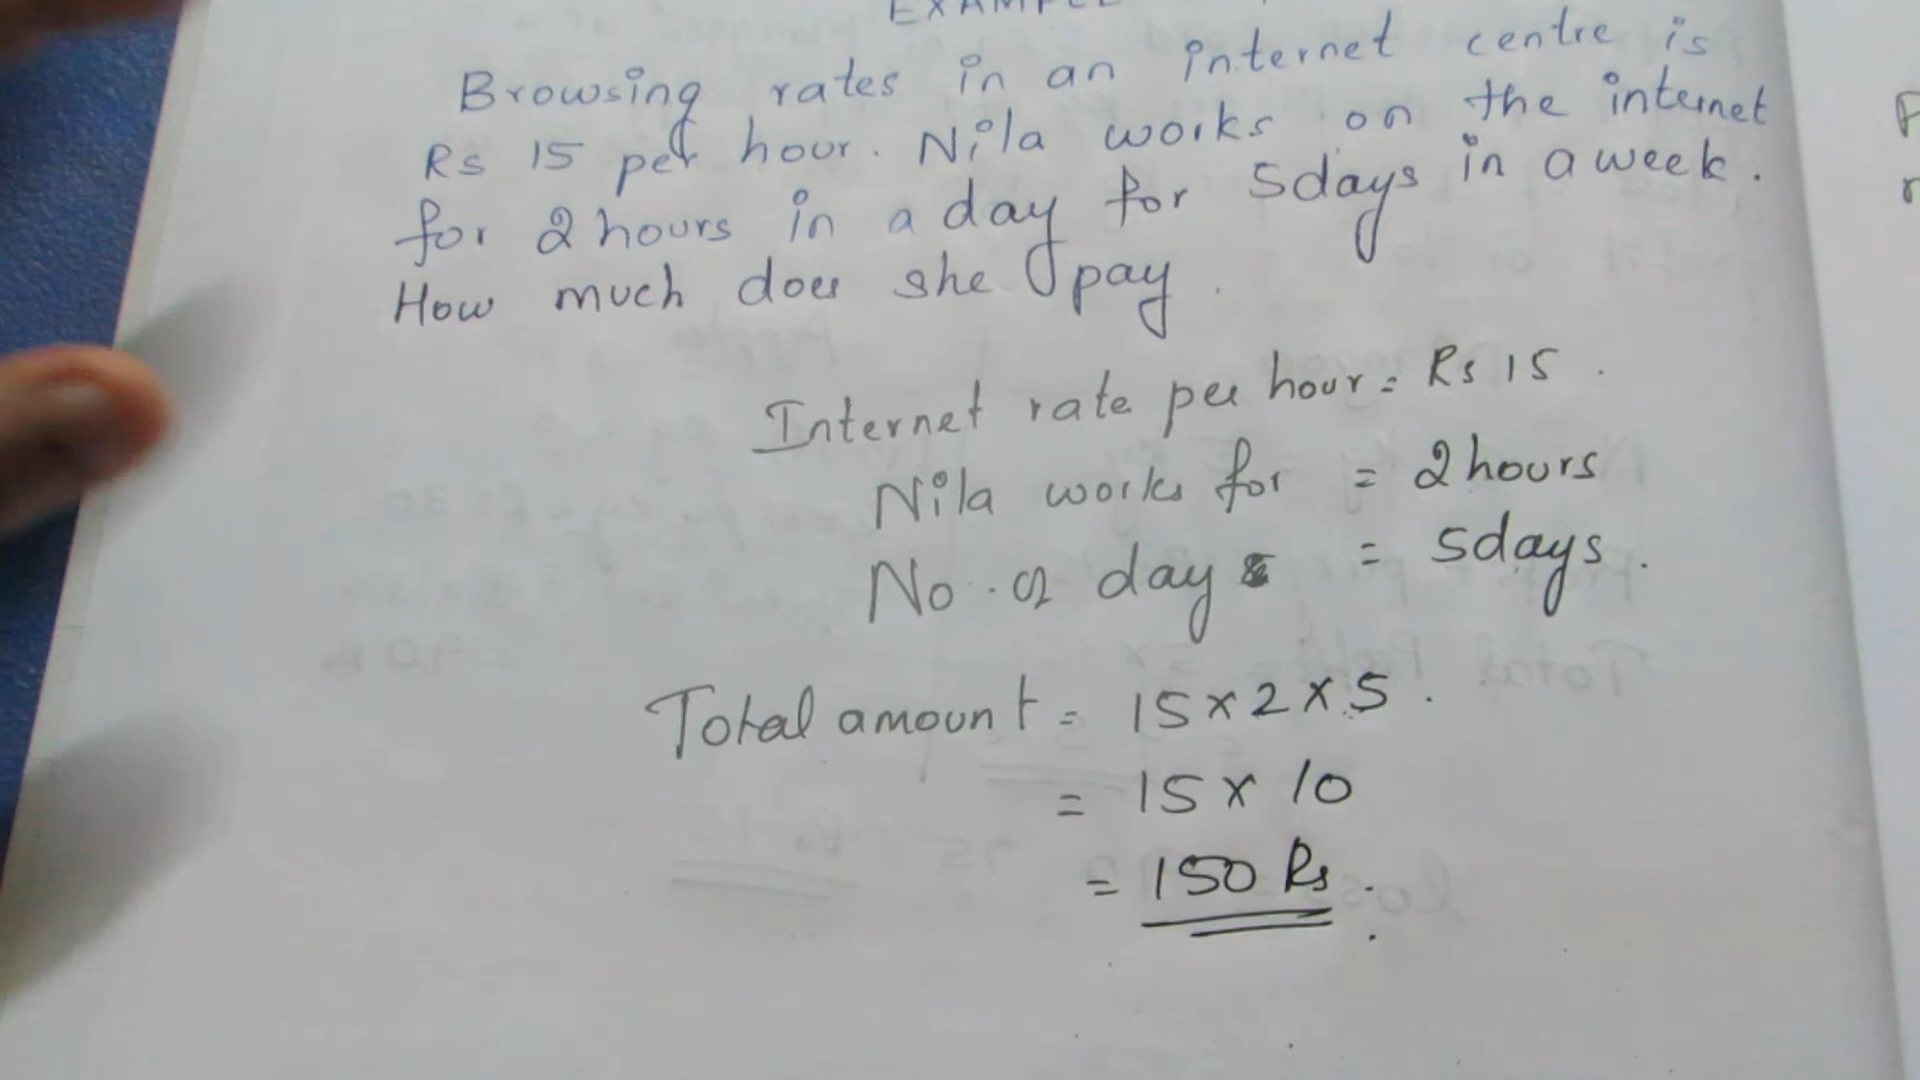 EXAMPLE
Browsing rates in an internet centre is
Rs 15 per hour. Nila works on the internet
for 2 hours in a day for 5days in a week.
How much does she pay.
Internet rate per hour = Rs 15.
Nila works for = 2 hours
No. of days = 5days.
Total amount = 15 x 2 x 5.
= 15 x 10
= 150 Rs.